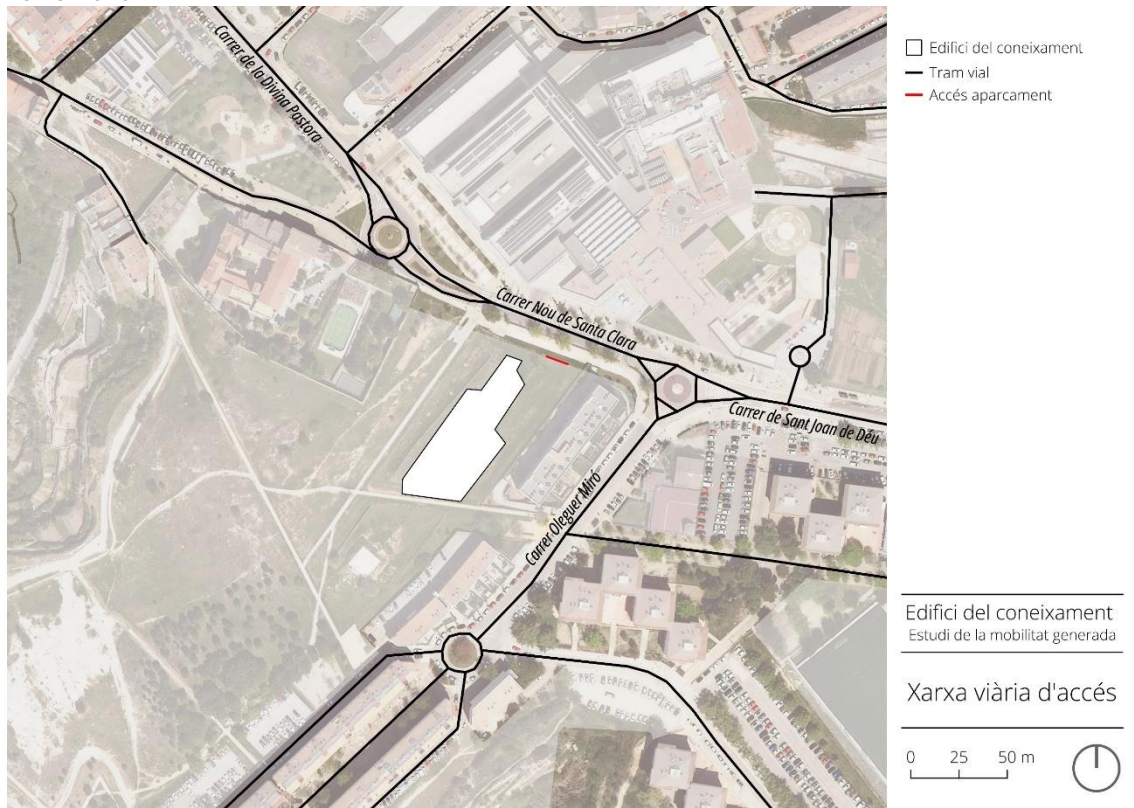 Edifici del coneixament
Tram vial
Accés aparcament
Carrer de la Divina Pastora
Carrer Nou de Santa Clara
Carrer de Sant Joan de Déu
Carrer Oleguer Miró
Edifici del coneixament
Estudi de la mobilitat generada
Xarxa viària d'accés
0 25 50 m